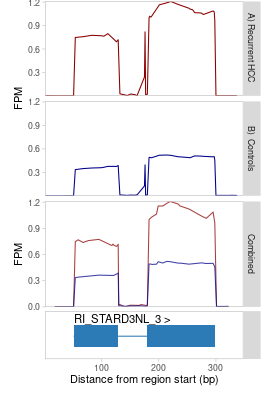 1.2
0.9
0.6
0.3
A) Recurrent HCC
FPM
1.2
0.9
0.6
0.3
B) Controls
1.2
0.9
0.6
0.3
0.0
Combined
FPM
RI_STARD3NL_3 >
100
200
300
Distance from region start (bp)